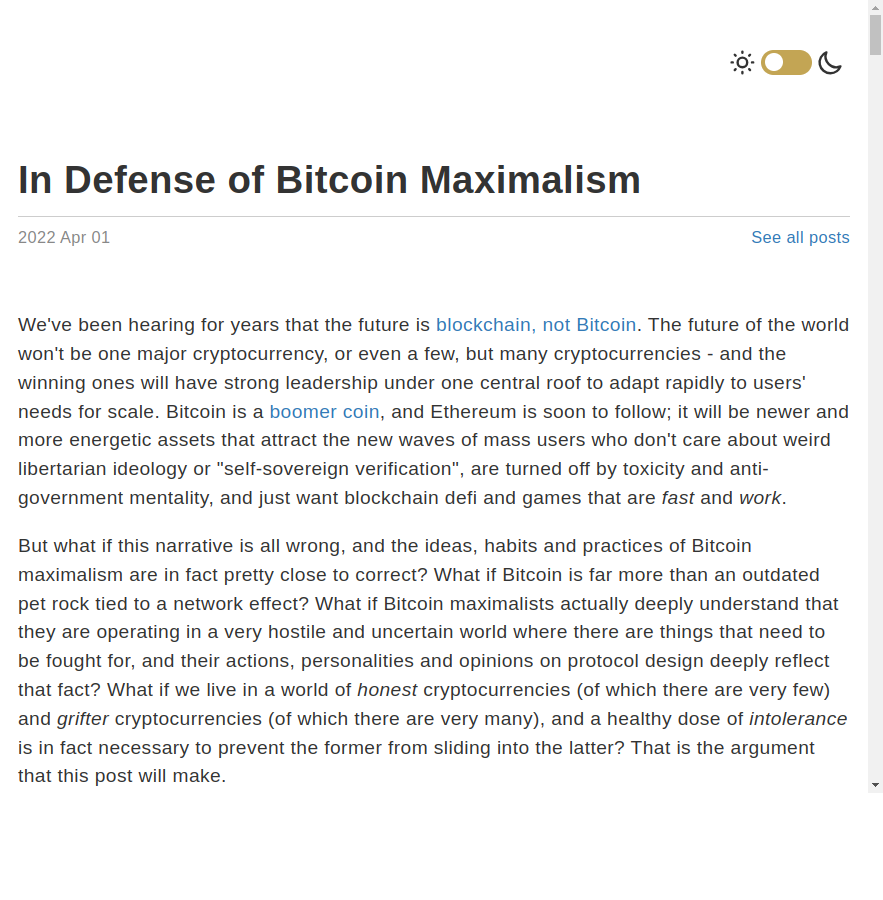 In Defense of Bitcoin Maximalism
2022 Apr 01
See all posts
We've been hearing for years that the future is blockchain, not Bitcoin. The future of the world
won't be one major cryptocurrency, or even a few, but many cryptocurrencies - and the
winning ones will have strong leadership under one central roof to adapt rapidly to users'
needs for scale. Bitcoin is a boomer coin, and Ethereum is soon to follow; it will be newer and
more energetic assets that attract the new waves of mass users who don't care about weird
libertarian ideology or "self-sovereign verification", are turned off by toxicity and anti-
government mentality, and just want blockchain defi and games that are fast and work.
But what if this narrative is all wrong, and the ideas, habits and practices of Bitcoin
maximalism are in fact pretty close to correct? What if Bitcoin is far more than an outdated
pet rock tied to a network effect? What if Bitcoin maximalists actually deeply understand that
they are operating in a very hostile and uncertain world where there are things that need to
be fought for, and their actions, personalities and opinions on protocol design deeply reflect
that fact? What if we live in a world of honest cryptocurrencies (of which there are very few)
and grifter cryptocurrencies (of which there are very many), and a healthy dose of intolerance
is in fact necessary to prevent the former from sliding into the latter? That is the argument
that this post will make.